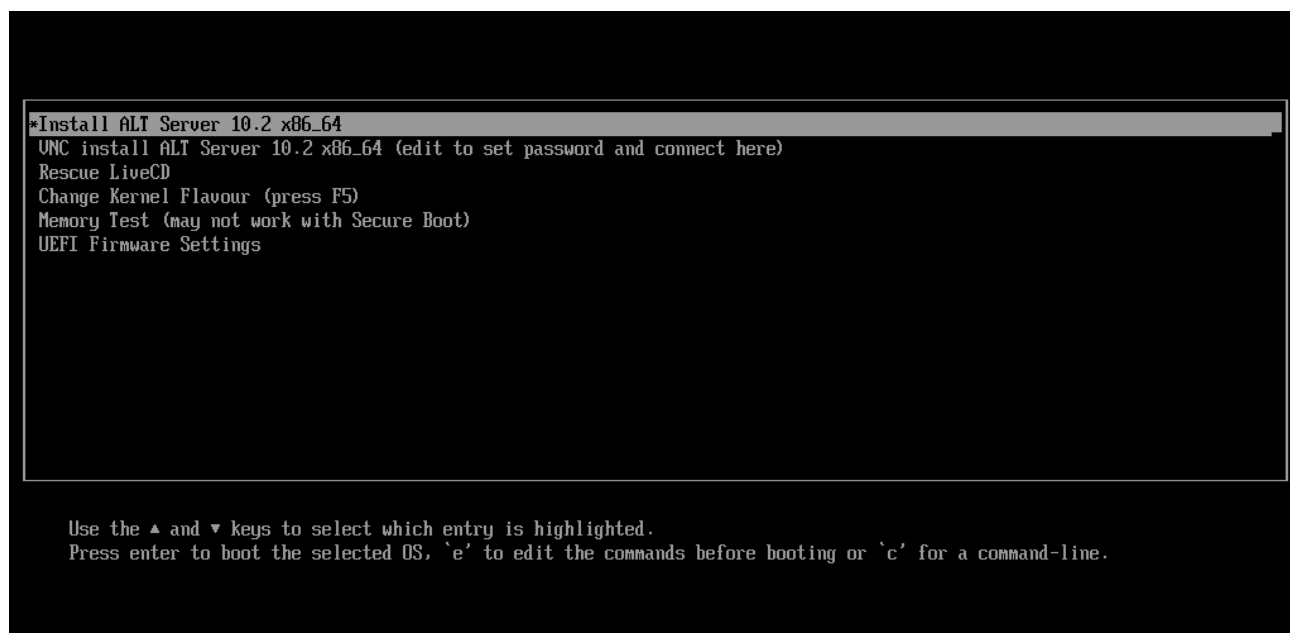 *Install ALT Server 10.2 x86_64
VNC install ALT Server 10.2 x86_64 (edit to set password and connect here)
Rescue LiveCD
Change Kernel Flavour (press F5)
Memory Test (may not work with Secure Boot)
UEFI Firmware Settings
Use the ▲ and ▼ keys to select which entry is highlighted.
Press enter to boot the selected OS, `e' to edit the commands before booting or `c' for a command-line.